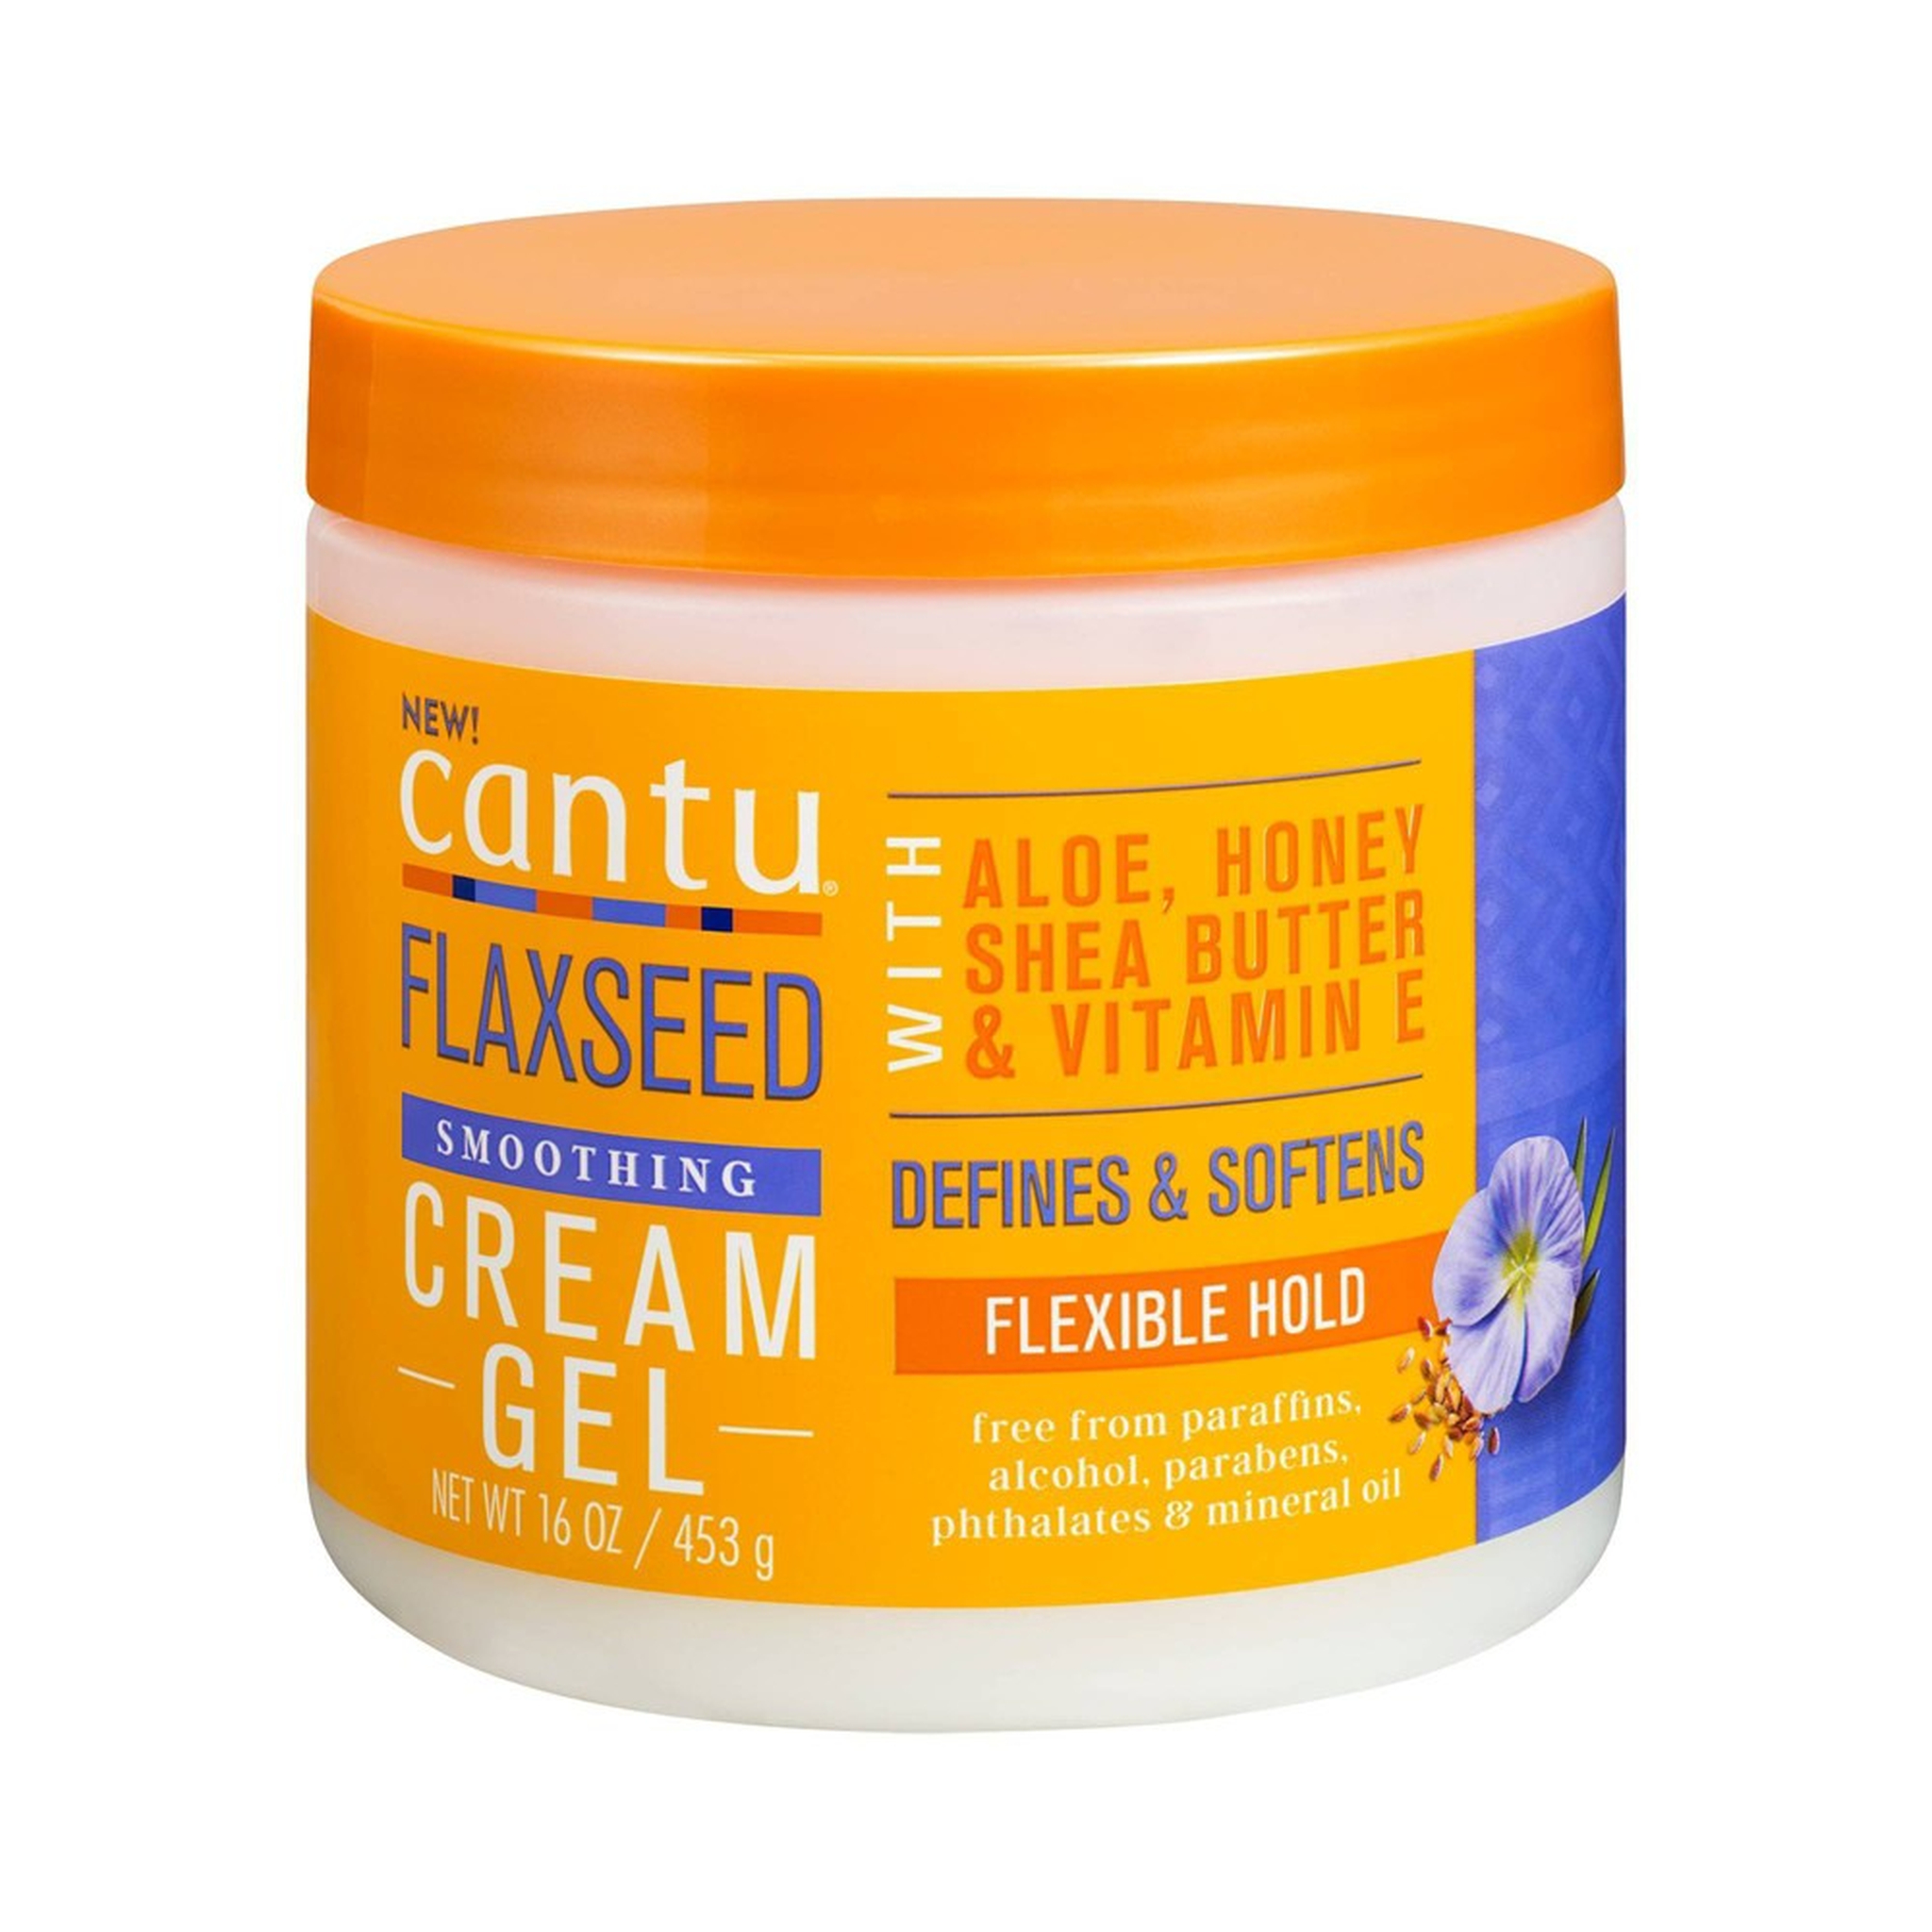 NEW!
cantu®
FLAXSEED
SMOOTHING
CREAM
GEL
NET WT 16 OZ / 453 g
WITH
ALOE, HONEY
SHEA BUTTER
& VITAMIN E
DEFINES & SOFTENS
FLEXIBLE HOLD
free from paraffins,
alcohol, parabens,
phthalates & mineral oil